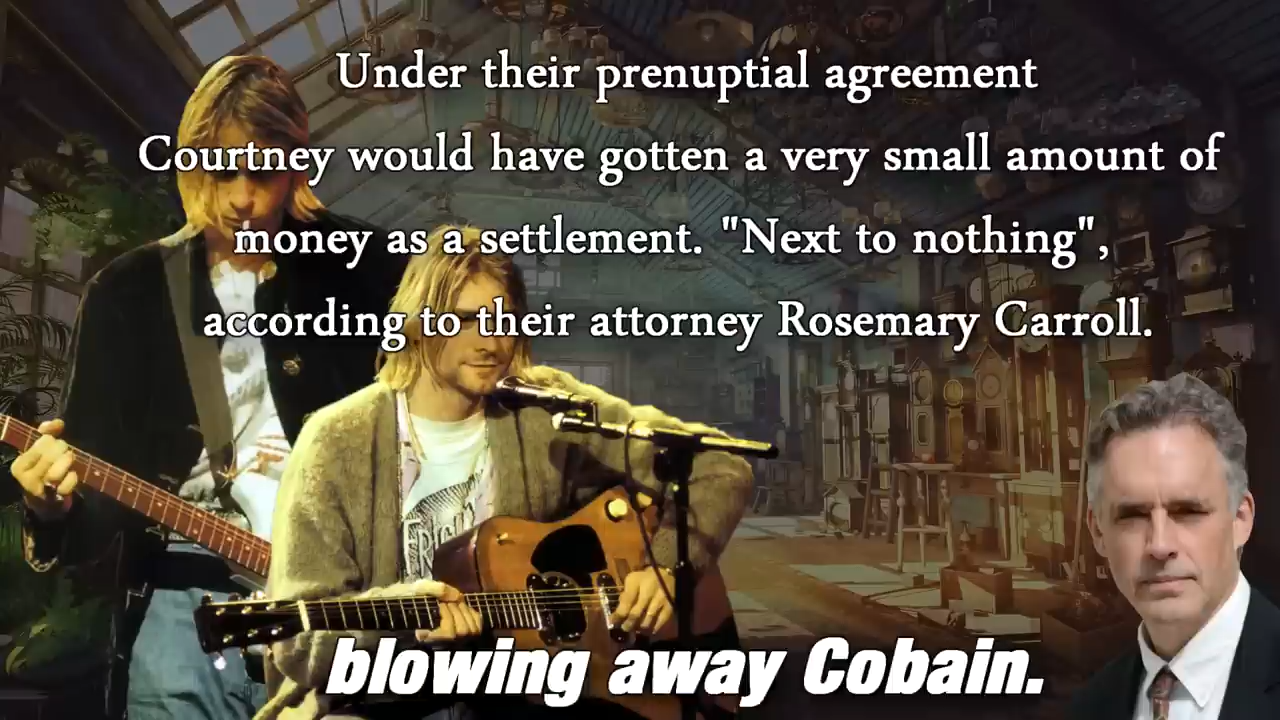 Under their prenuptial agreement
Courtney would have gotten a very small amount of
money as a settlement. "Next to nothing",
according to their attorney Rosemary Carroll.
blowing away Cobain.